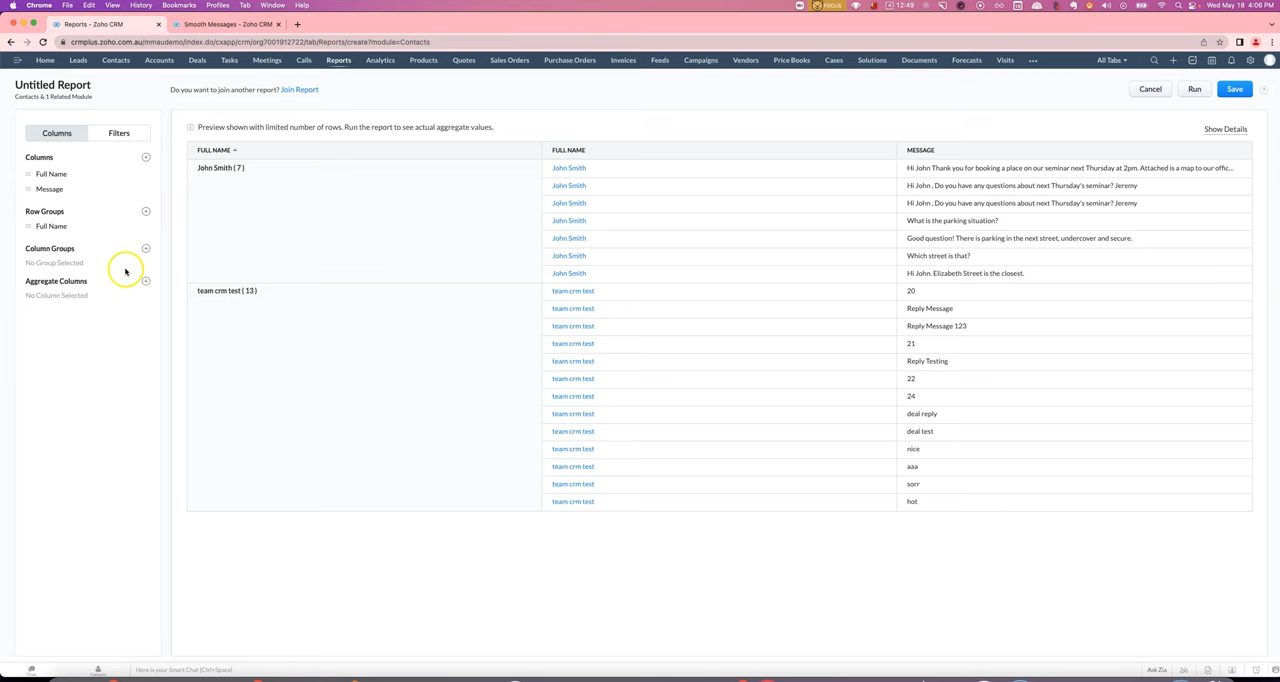 Chrome File Edit View History Bookmarks Profiles Tab Window Help FOCUS 4 12:49 18 Wed May 18 4:06 PM
Reports - Zoho CRM Smooth Messages - Zoho CRM
crmplus.zoho.com.au/mmaudemo/index.do/cxapp/crm/org7001912722/tab/Reports/create?module=Contacts
Home Leads Contacts Accounts Deals Tasks Meetings Calls Reports Analytics Products Quotes Sales Orders Purchase Orders Invoices Feeds Campaigns Vendors Price Books Cases Solutions Documents Forecasts Visits ••• All Tabs
Untitled Report
Contacts & 1 Related Module
Do you want to join another report? Join Report
Cancel Run Save
Columns Filters
Preview shown with limited number of rows. Run the report to see actual aggregate values.
Show Details
Columns
Full Name
Message
Row Groups
Full Name
Column Groups
No Group Selected
Aggregate Columns
No Column Selected
FULL NAME FULL NAME MESSAGE
John Smith ( 7 ) John Smith Hi John Thank you for booking a place on our seminar next Thursday at 2pm. Attached is a map to our offic...
John Smith Hi John , Do you have any questions about next Thursday's seminar? Jeremy
John Smith Hi John , Do you have any questions about next Thursday's seminar? Jeremy
John Smith What is the parking situation?
John Smith Good question! There is parking in the next street, undercover and secure.
John Smith Which street is that?
John Smith Hi John. Elizabeth Street is the closest.
team crm test ( 13 ) team crm test 20
team crm test Reply Message
team crm test Reply Message 123
team crm test 21
team crm test Reply Testing
team crm test 22
team crm test 24
team crm test deal reply
team crm test deal test
team crm test nice
team crm test aaa
team crm test sorr
team crm test hot
Chats Contacts Here is your Smart Chat (Ctrl+Space) Ask Zia